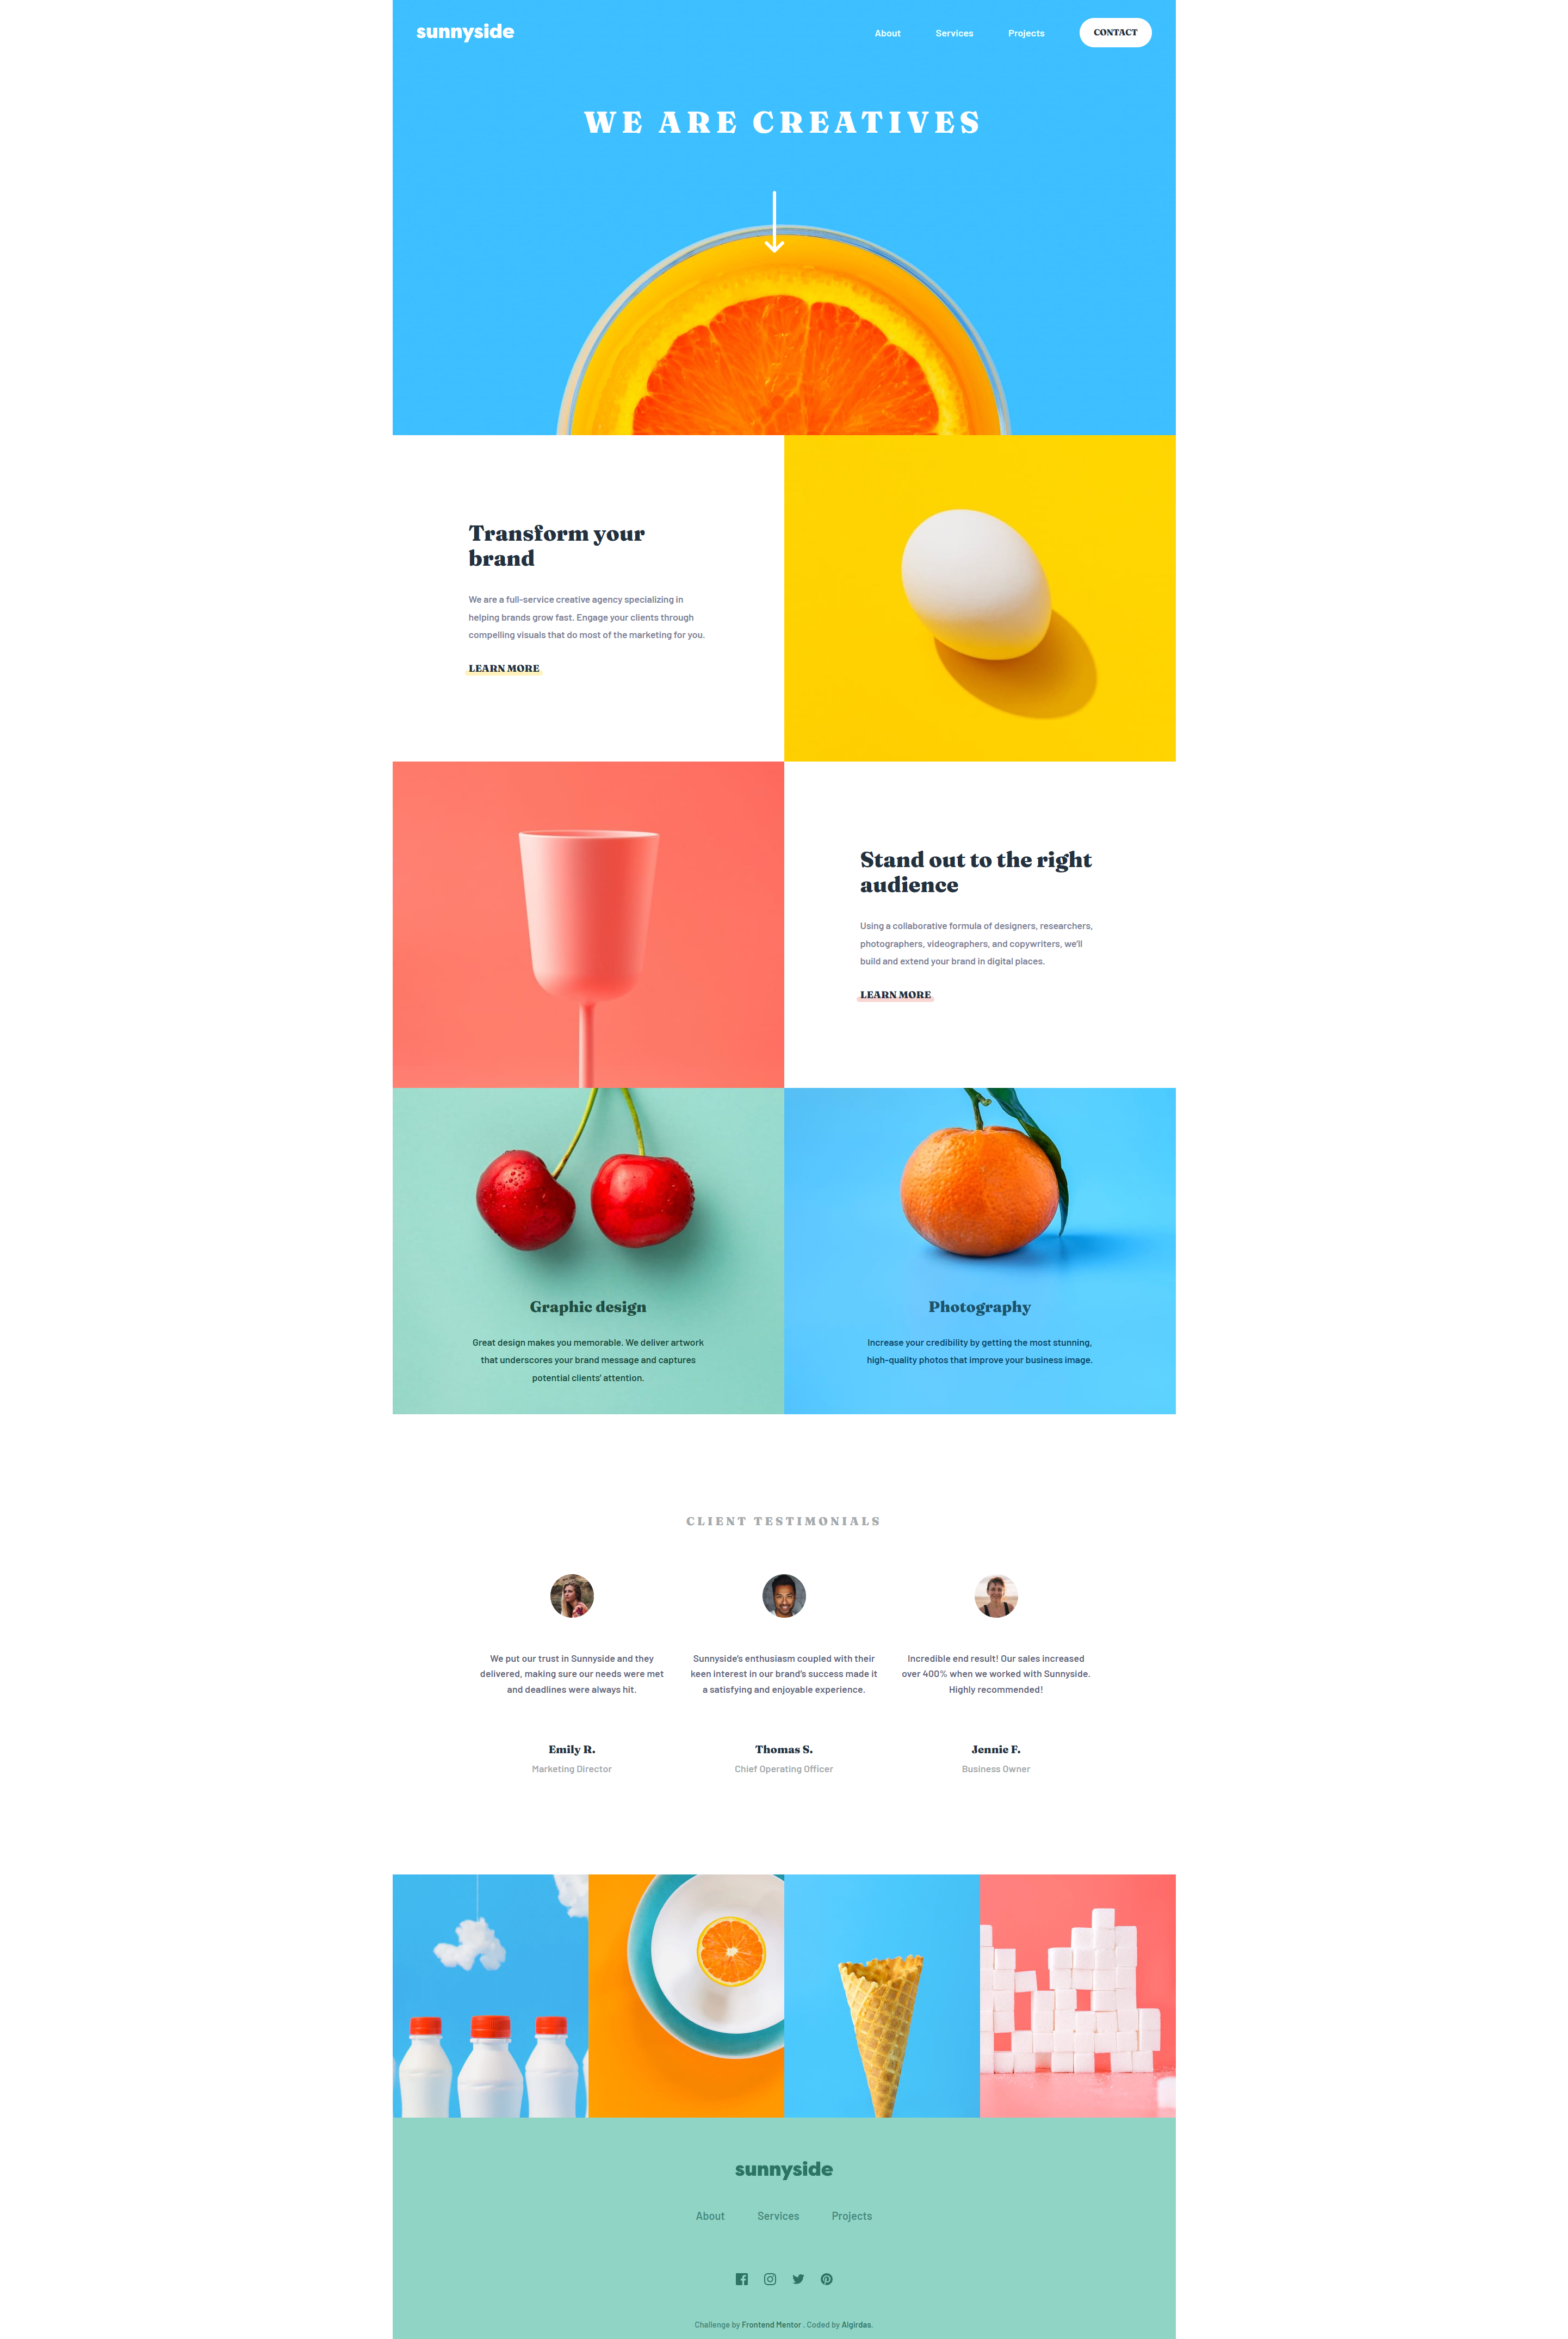 sunnyside
About Services Projects CONTACT
WE ARE CREATIVES
Transform your
brand
We are a full-service creative agency specializing in
helping brands grow fast. Engage your clients through
compelling visuals that do most of the marketing for you.
LEARN MORE
Stand out to the right
audience
Using a collaborative formula of designers, researchers,
photographers, videographers, and copywriters, we'll
build and extend your brand in digital places.
LEARN MORE
Graphic design
Great design makes you memorable. We deliver artwork
that underscores your brand message and captures
potential clients' attention.
Photography
Increase your credibility by getting the most stunning,
high-quality photos that improve your business image.
CLIENT TESTIMONIALS
We put our trust in Sunnyside and they
delivered, making sure our needs were met
and deadlines were always hit.
Emily R.
Marketing Director
Sunnyside's enthusiasm coupled with their
keen interest in our brand's success made it
a satisfying and enjoyable experience.
Thomas S.
Chief Operating Officer
Incredible end result! Our sales increased
over 400% when we worked with Sunnyside.
Highly recommended!
Jennie F.
Business Owner
sunnyside
About Services Projects
Challenge by Frontend Mentor . Coded by Algirdas.